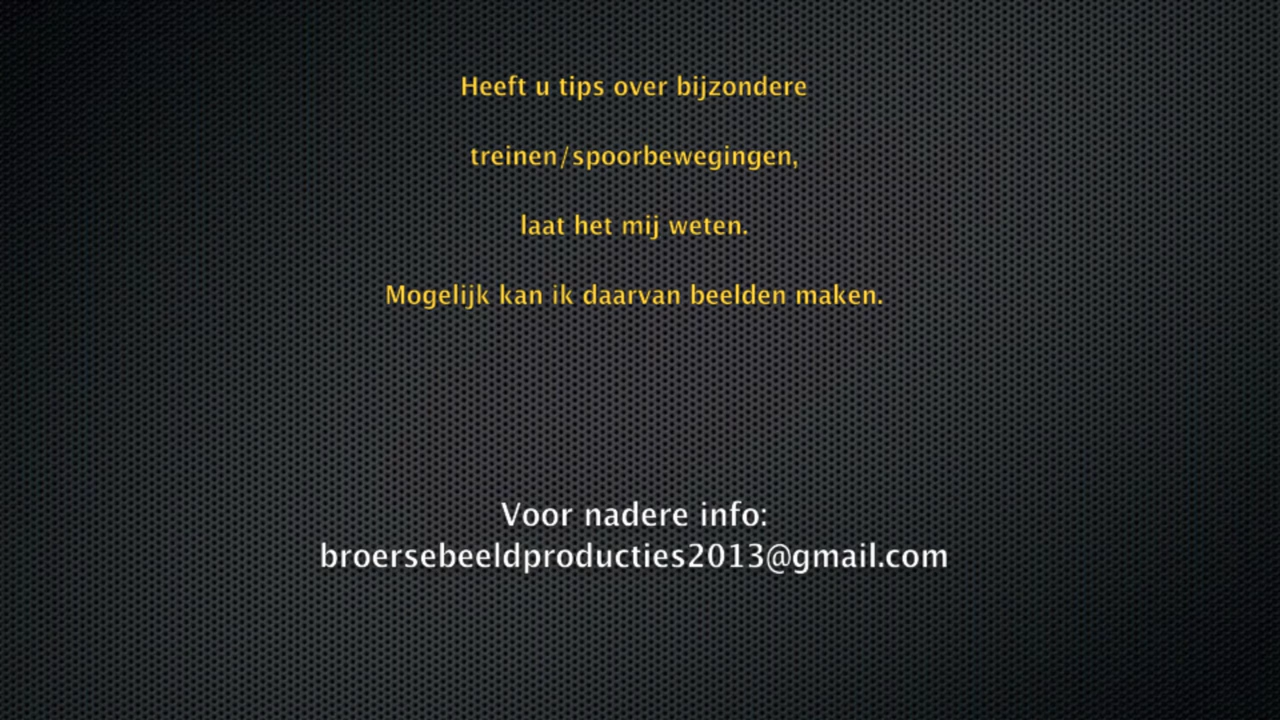 Heeft u tips over bijzondere
treinen/spoorbewegingen,
laat het mij weten.
Mogelijk kan ik daarvan beelden maken.
Voor nadere info:
broersebeeldproducties2013@gmail.com